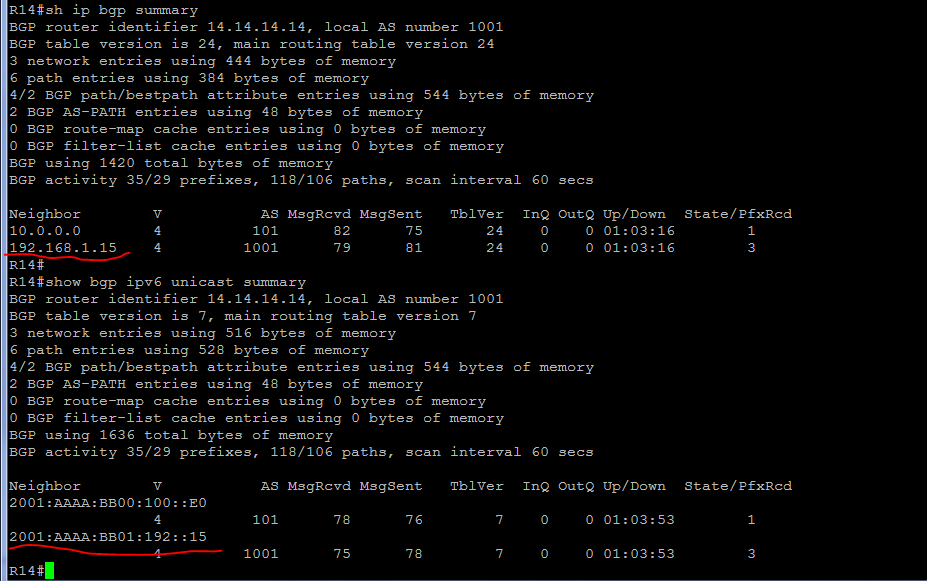 R14#sh ip bgp summary
BGP router identifier 14.14.14.14, local AS number 1001
BGP table version is 24, main routing table version 24
3 network entries using 444 bytes of memory
6 path entries using 384 bytes of memory
4/2 BGP path/bestpath attribute entries using 544 bytes of memory
2 BGP AS-PATH entries using 48 bytes of memory
0 BGP route-map cache entries using 0 bytes of memory
0 BGP filter-list cache entries using 0 bytes of memory
BGP using 1420 total bytes of memory
BGP activity 35/29 prefixes, 118/106 paths, scan interval 60 secs

Neighbor        V           AS MsgRcvd MsgSent   TblVer  InQ OutQ Up/Down  State/PfxRcd
10.0.0.0        4          101      82      75       24    0    0 01:03:16        1
192.168.1.15    4         1001      79      81       24    0    0 01:03:16        3
R14#
R14#show bgp ipv6 unicast summary
BGP router identifier 14.14.14.14, local AS number 1001
BGP table version is 7, main routing table version 7
3 network entries using 516 bytes of memory
6 path entries using 528 bytes of memory
4/2 BGP path/bestpath attribute entries using 544 bytes of memory
2 BGP AS-PATH entries using 48 bytes of memory
0 BGP route-map cache entries using 0 bytes of memory
0 BGP filter-list cache entries using 0 bytes of memory
BGP using 1636 total bytes of memory
BGP activity 35/29 prefixes, 118/106 paths, scan interval 60 secs

Neighbor        V           AS MsgRcvd MsgSent   TblVer  InQ OutQ Up/Down  State/PfxRcd
2001:AAAA:BB00:100::E0
                4          101      78      76        7    0    0 01:03:53        1
2001:AAAA:BB01:192::15
                4         1001      75      78        7    0    0 01:03:53        3
R14#